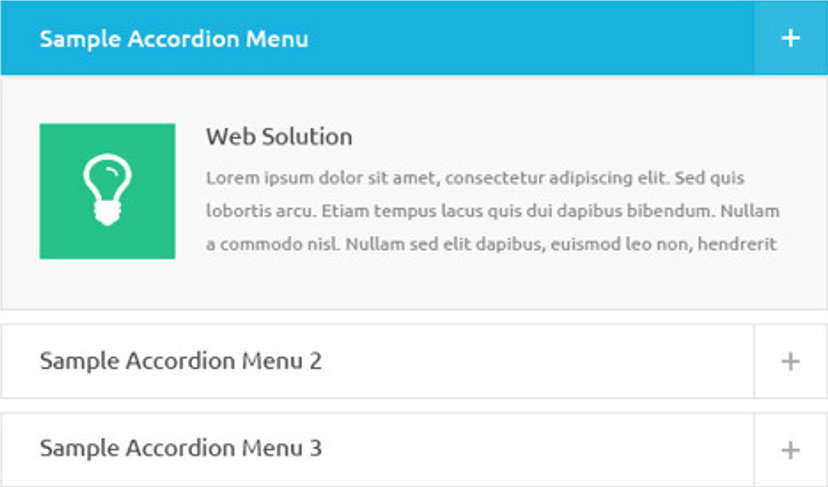 Sample Accordion Menu +
Web Solution
Lorem ipsum dolor sit amet, consectetur adipiscing elit. Sed quis
lobortis arcu. Etiam tempus lacus quis dui dapibus bibendum. Nullam
a commodo nisl. Nullam sed elit dapibus, euismod leo non, hendrerit
Sample Accordion Menu 2 +
Sample Accordion Menu 3 +